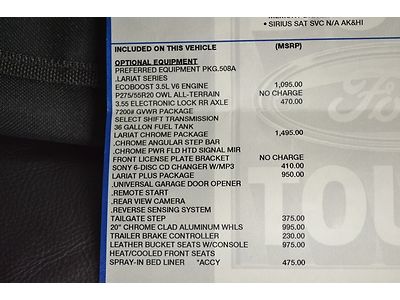 • SIRIUS SAT SVC N/A AK&HI
INCLUDED ON THIS VEHICLE (MSRP)
OPTIONAL EQUIPMENT
PREFERRED EQUIPMENT PKG.508A
.LARIAT SERIES
ECOBOOST 3.5L V6 ENGINE 1,095.00
P275/55R20 OWL ALL-TERRAIN NO CHARGE
3.55 ELECTRONIC LOCK RR AXLE 470.00
7200# GVWR PACKAGE
SELECT SHIFT TRANSMISSION
36 GALLON FUEL TANK
LARIAT CHROME PACKAGE 1,495.00
.CHROME ANGULAR STEP BAR
.CHROME PWR FLD HTD SIGNAL MIR
FRONT LICENSE PLATE BRACKET NO CHARGE
SONY 6-DISC CD CHANGER W/MP3 410.00
LARIAT PLUS PACKAGE 950.00
.UNIVERSAL GARAGE DOOR OPENER
.REMOTE START
.REAR VIEW CAMERA
.REVERSE SENSING SYSTEM
TAILGATE STEP 375.00
20" CHROME CLAD ALUMINUM WHLS 995.00
TRAILER BRAKE CONTROLLER 230.00
LEATHER BUCKET SEATS W/CONSOLE 975.00
HEAT/COOLED FRONT SEATS
SPRAY-IN BED LINER "ACCY 475.00
Ford